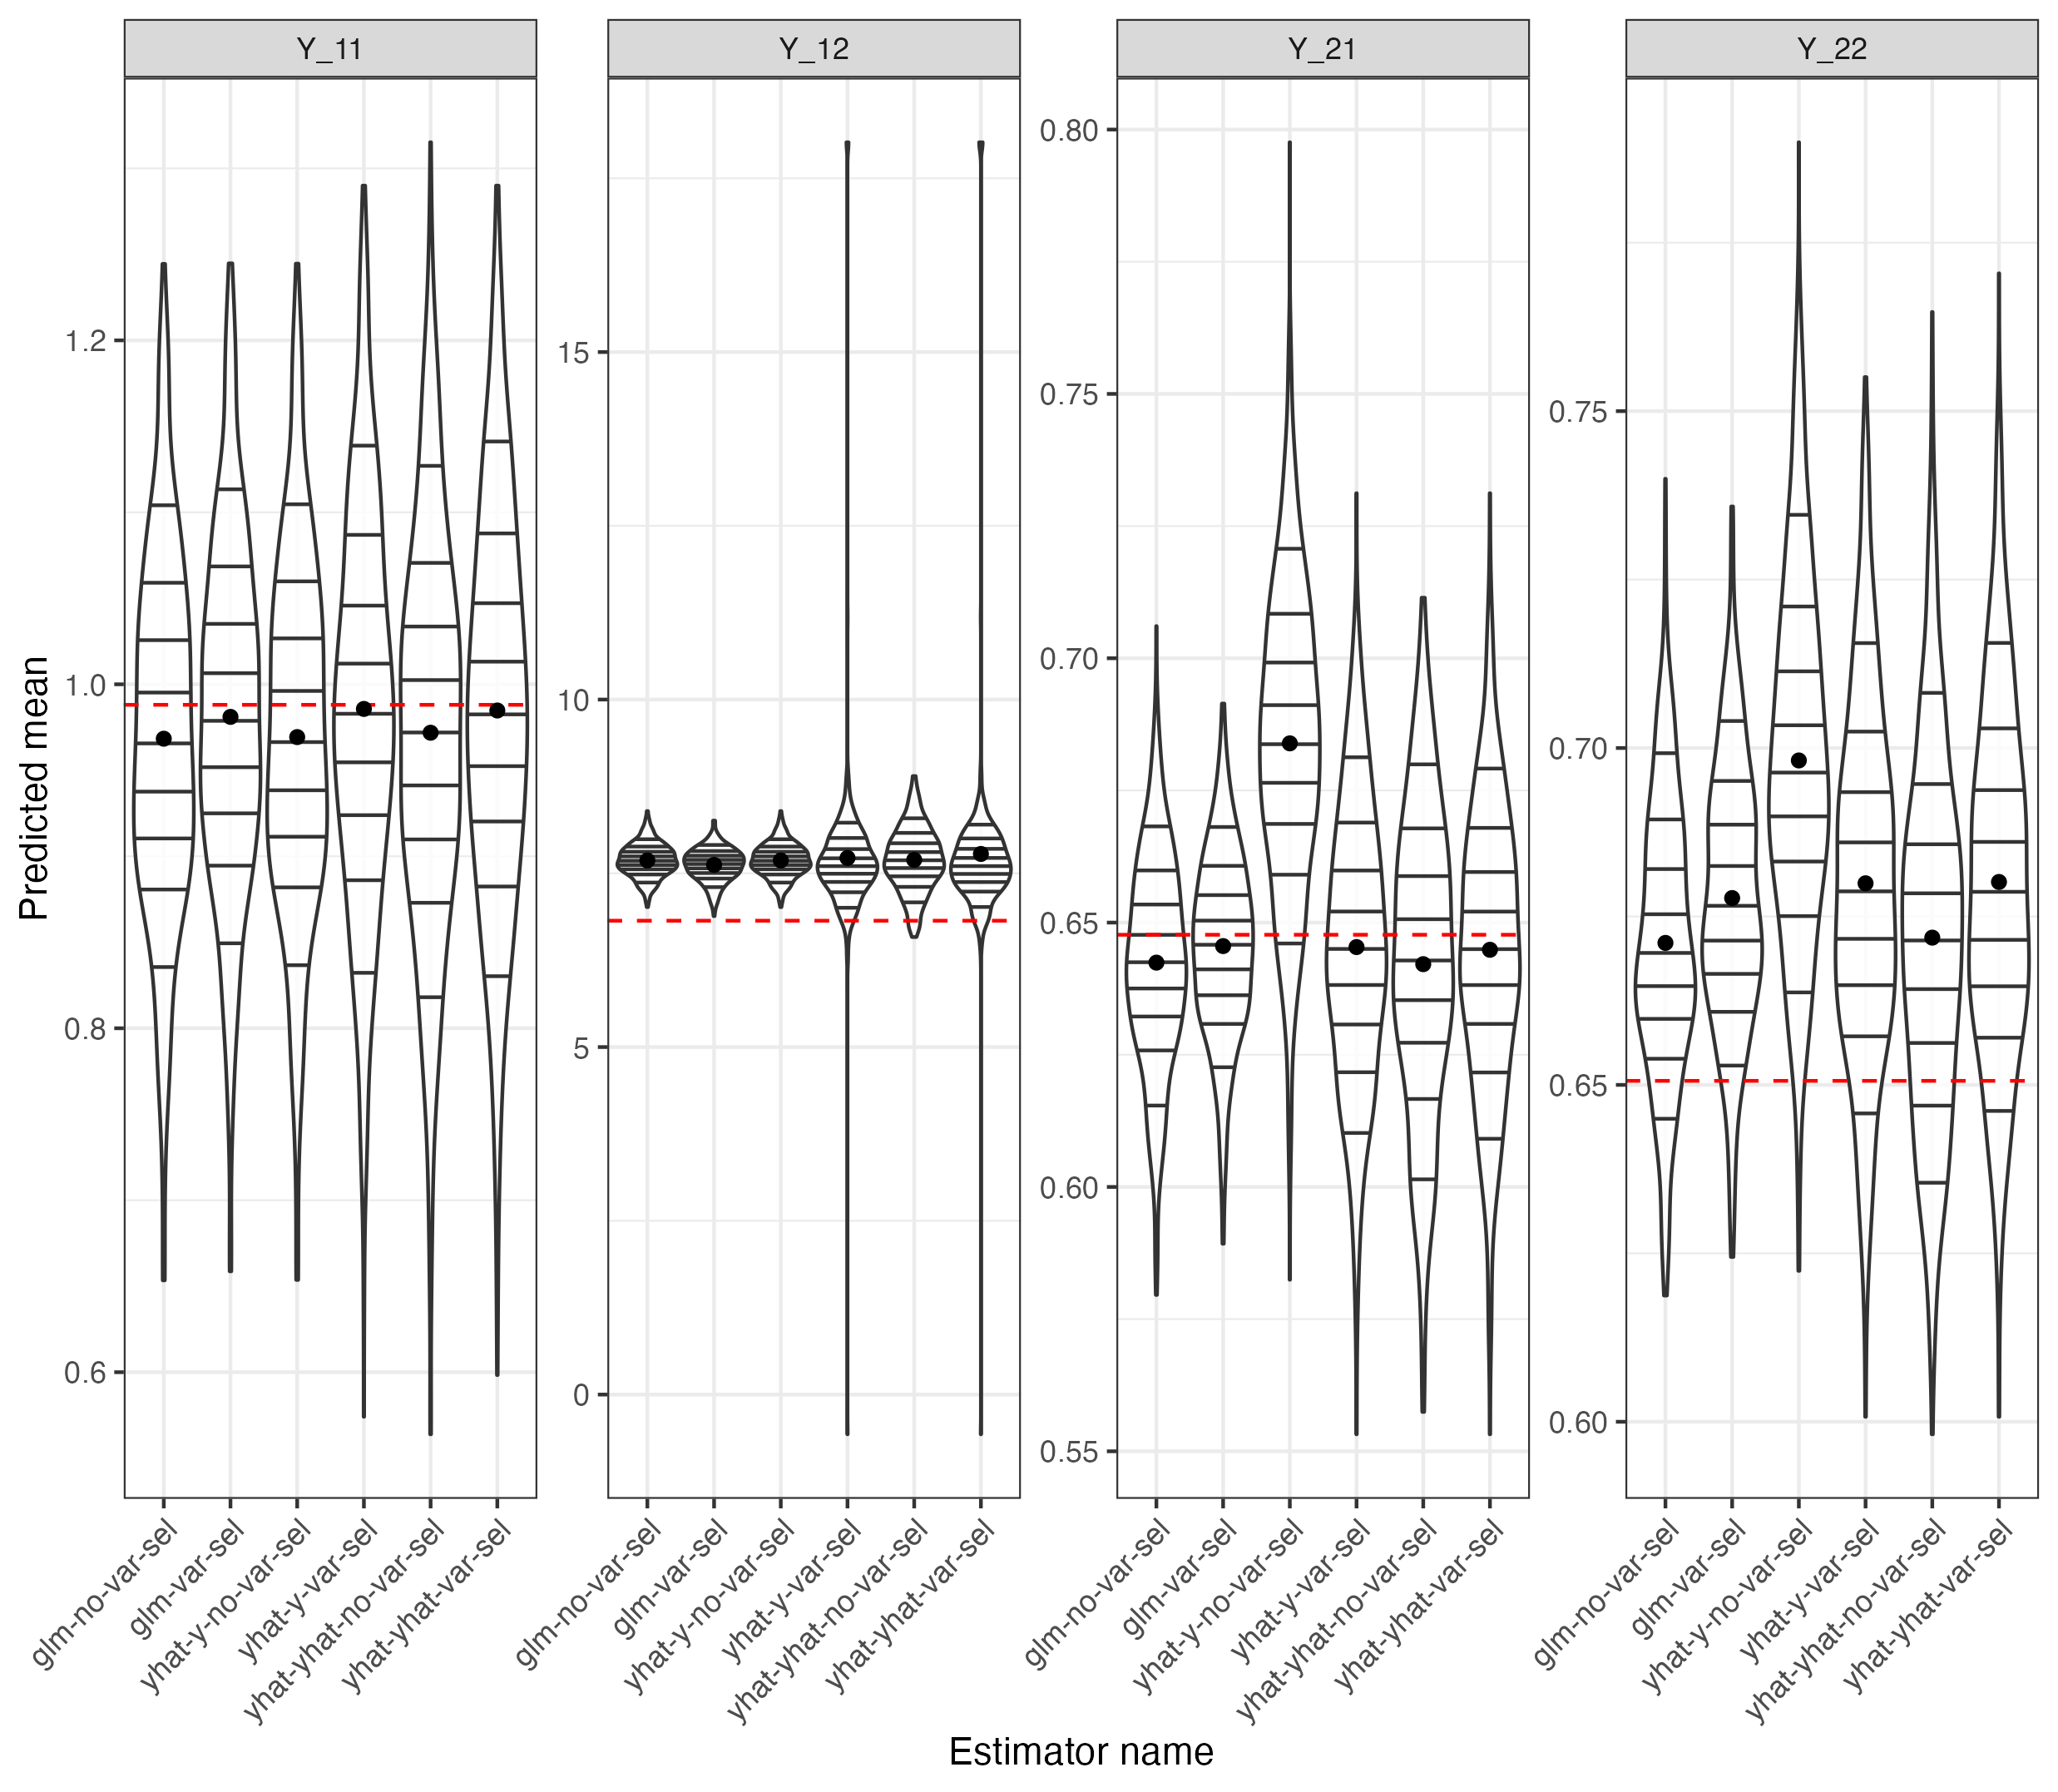 Y_11
Y_12
Y_21
Y_22
Predicted mean
1.2
1.0
0.8
0.6
15
10
5
0
0.80
0.75
0.70
0.65
0.60
0.55
0.75
0.70
0.65
0.60
glm-no-var-sel
glm-var-sel
yhat-y-no-var-sel
yhat-y-var-sel
yhat-yhat-no-var-sel
yhat-yhat-var-sel
glm-no-var-sel
glm-var-sel
yhat-y-no-var-sel
yhat-y-var-sel
yhat-yhat-no-var-sel
yhat-yhat-var-sel
glm-no-var-sel
glm-var-sel
yhat-y-no-var-sel
yhat-y-var-sel
yhat-yhat-no-var-sel
yhat-yhat-var-sel
glm-no-var-sel
glm-var-sel
yhat-y-no-var-sel
yhat-y-var-sel
yhat-yhat-no-var-sel
yhat-yhat-var-sel
Estimator name